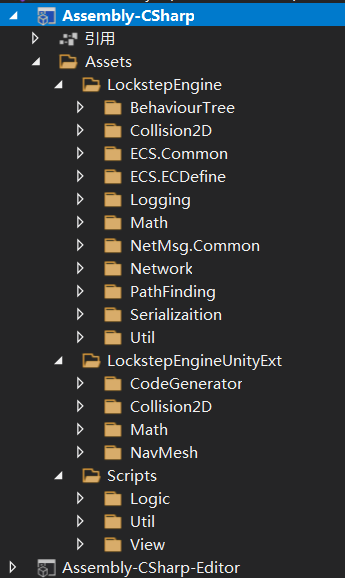 Assembly-CSharp
引用
Assets
LockstepEngine
BehaviourTree
Collision2D
ECS.Common
ECS.ECDefine
Logging
Math
NetMsg.Common
Network
PathFinding
Serializaition
Util
LockstepEngineUnityExt
CodeGenerator
Collision2D
Math
NavMesh
Scripts
Logic
Util
View
Assembly-CSharp-Editor